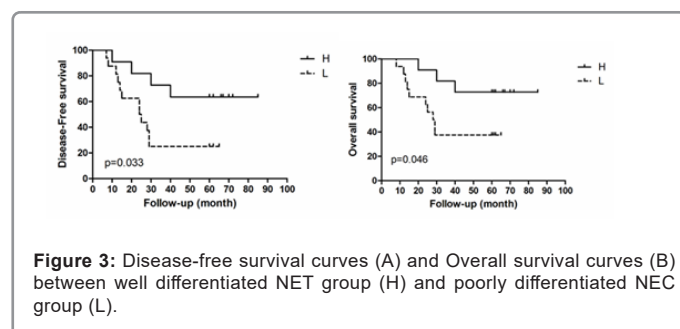 100
80
60
40
20
0
Disease-Free survival
p=0.033
0 10 20 30 40 50 60 70 80 90 100
Follow-up (month)
H
L
100
80
60
40
20
0
Overall survival
p=0.046
0 10 20 30 40 50 60 70 80 90 100
Follow-up (month)
H
L
Figure 3: Disease-free survival curves (A) and Overall survival curves (B)
between well differentiated NET group (H) and poorly differentiated NEC
group (L).